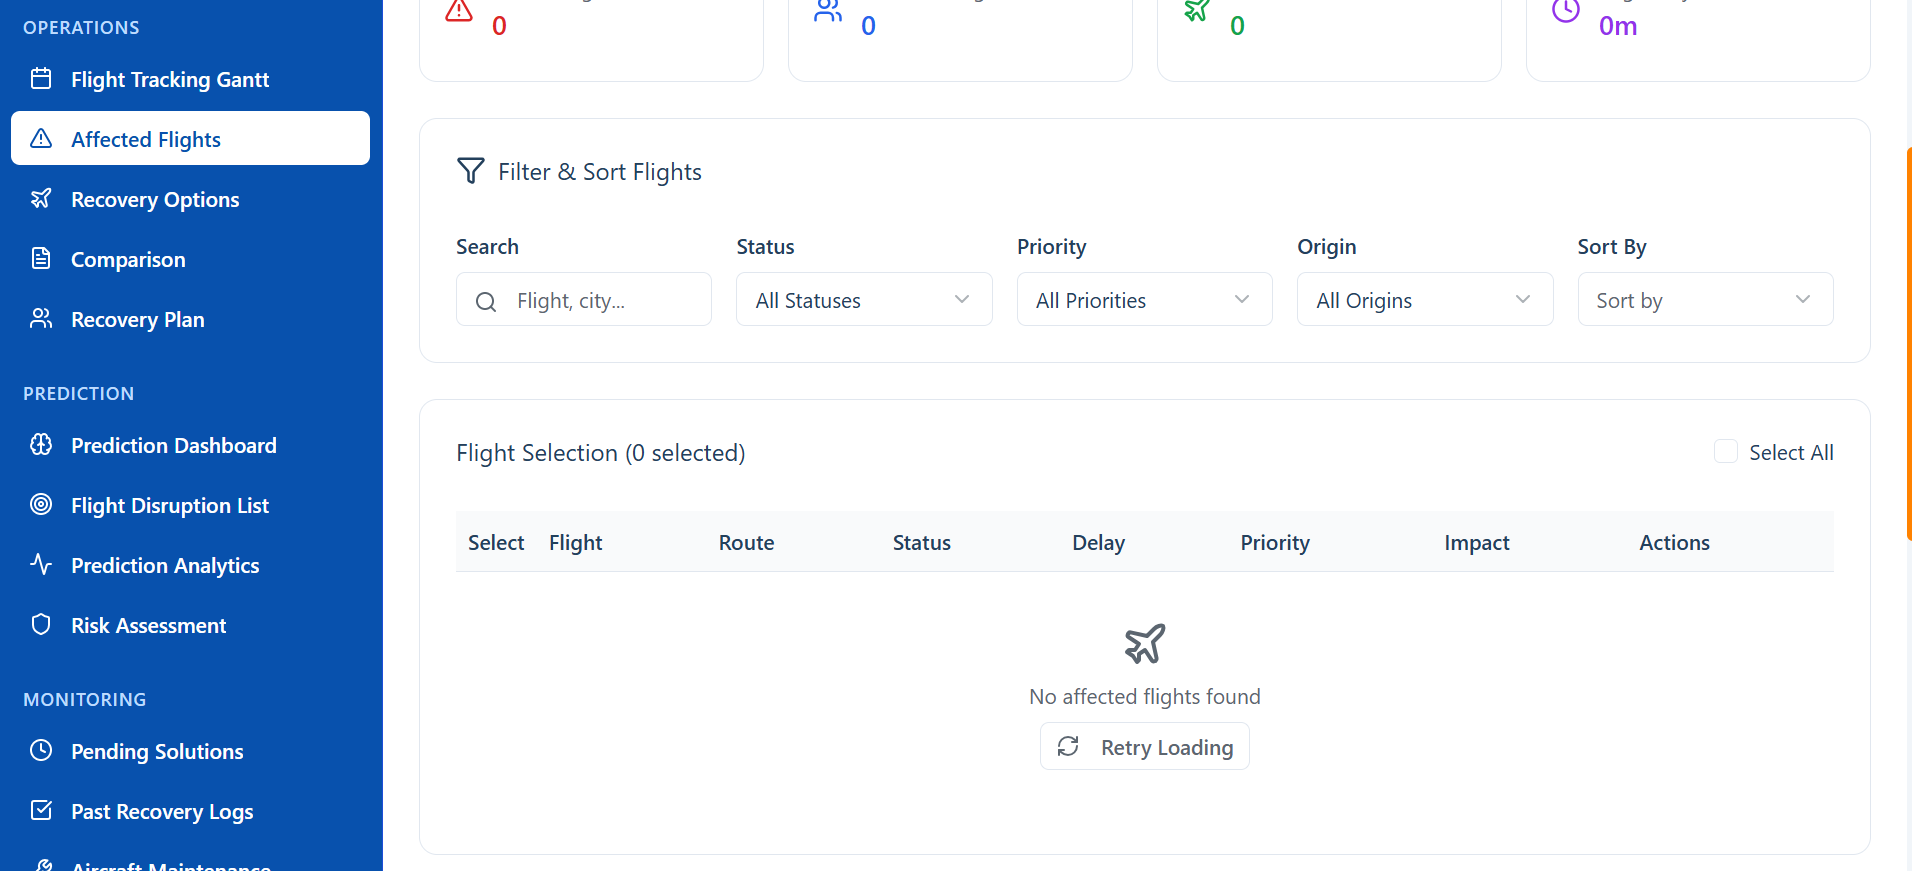 OPERATIONS
Flight Tracking Gantt
Affected Flights
Recovery Options
Comparison
Recovery Plan
PREDICTION
Prediction Dashboard
Flight Disruption List
Prediction Analytics
Risk Assessment
MONITORING
Pending Solutions
Past Recovery Logs
Aircraft Maintenance
0
0
0
0m
Filter & Sort Flights
Search
Status
Priority
Origin
Sort By
Flight, city...
All Statuses
All Priorities
All Origins
Sort by
Flight Selection (0 selected)
Select All
Select
Flight
Route
Status
Delay
Priority
Impact
Actions
No affected flights found
Retry Loading